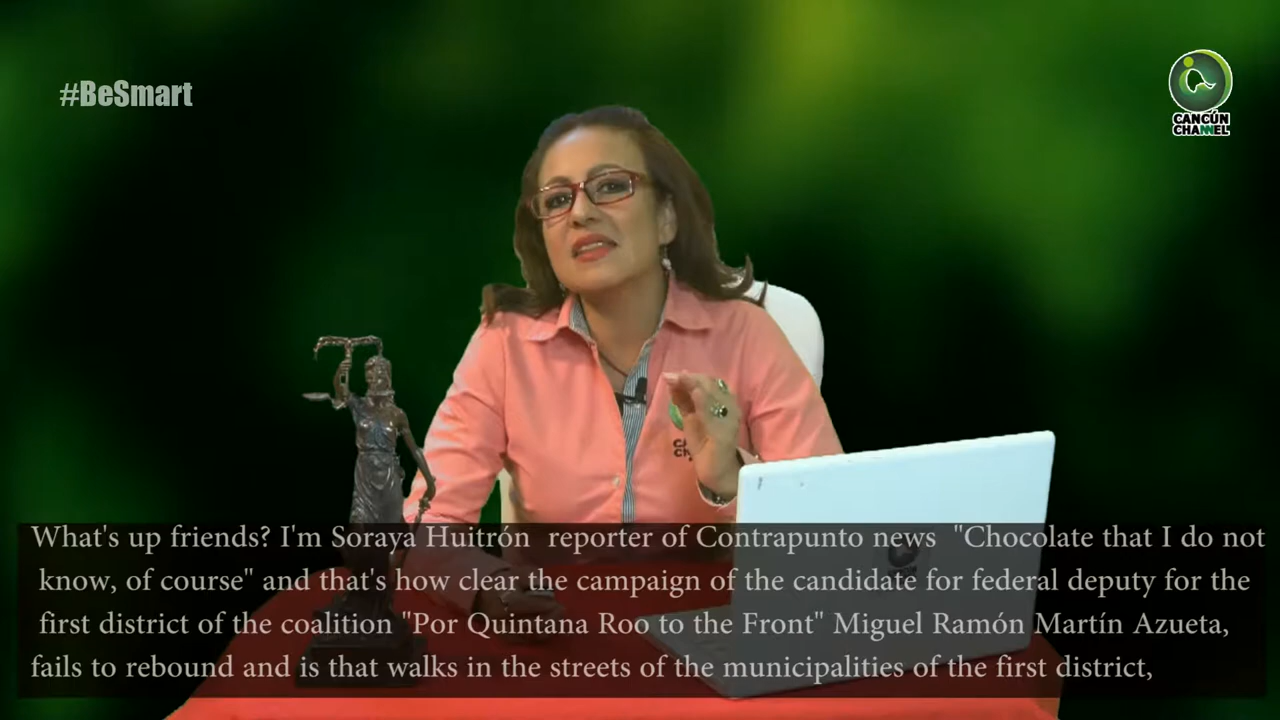 #BeSmart
CANCÚN
CHANNEL
What's up friends? I'm Soraya Huitrón reporter of Contrapunto news "Chocolate that I do not
know, of course" and that's how clear the campaign of the candidate for federal deputy for the
first district of the coalition "Por Quintana Roo to the Front" Miguel Ramón Martín Azueta,
fails to rebound and is that walks in the streets of the municipalities of the first district,